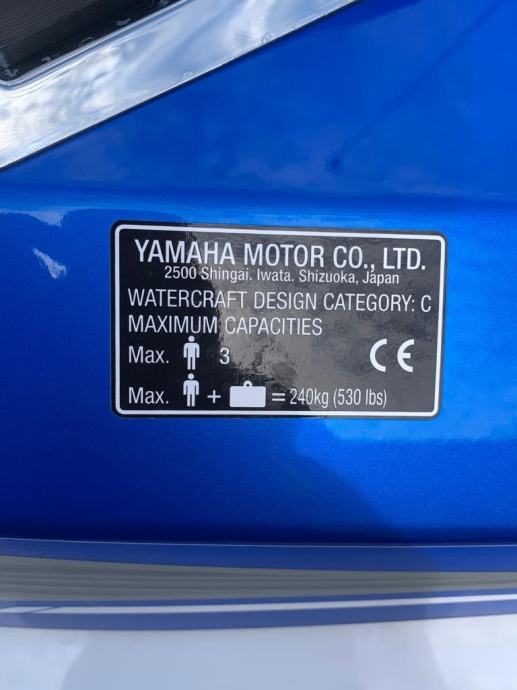 YAMAHA MOTOR CO., LTD.
2500 Shingai. Iwata. Shizuoka, Japan
WATERCRAFT DESIGN CATEGORY: C
MAXIMUM CAPACITIES
Max. 3
CE
Max. + = 240kg (530 lbs)